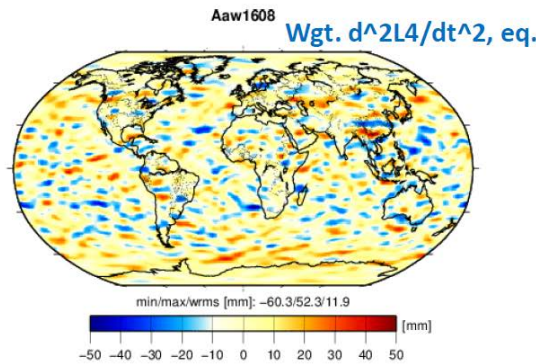 Aaw1608
Wgt. d^2L4/dt^2, eq.
min/max/wrms [mm]: −60.3/52.3/11.9
[mm]
−50 −40 −30 −20 −10 0 10 20 30 40 50